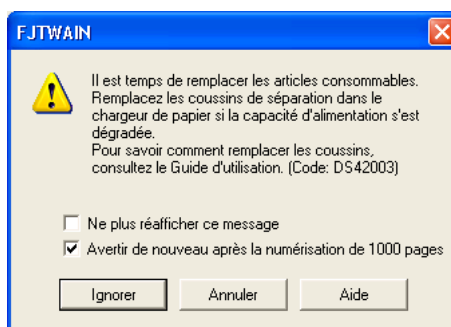 FJTWAIN
Il est temps de remplacer les articles consommables.
Remplacez les coussins de séparation dans le
chargeur de papier si la capacité d'alimentation s'est
dégradée.
Pour savoir comment remplacer les coussins,
consultez le Guide d'utilisation. (Code: DS42003)
Ne plus réafficher ce message
Avertir de nouveau après la numérisation de 1000 pages
Ignorer Annuler Aide